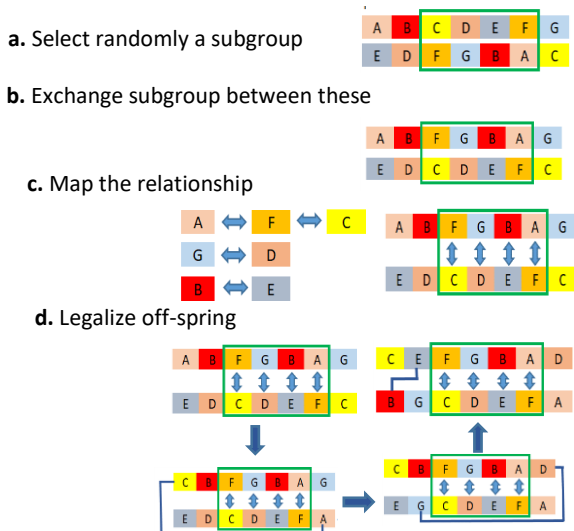 a. Select randomly a subgroup
A B C D E F G
E D F G B A C
b. Exchange subgroup between these
A B F G B A G
E D C D E F C
c. Map the relationship
A F C
G D
B E
A B F G B A G
E D C D E F C
d. Legalize off-spring
A B F G B A G
E D C D E F C
C E F G B A D
B G C D E F A
C B F G B A G
E D C D E F A
C B F G B A D
E G C D E F A